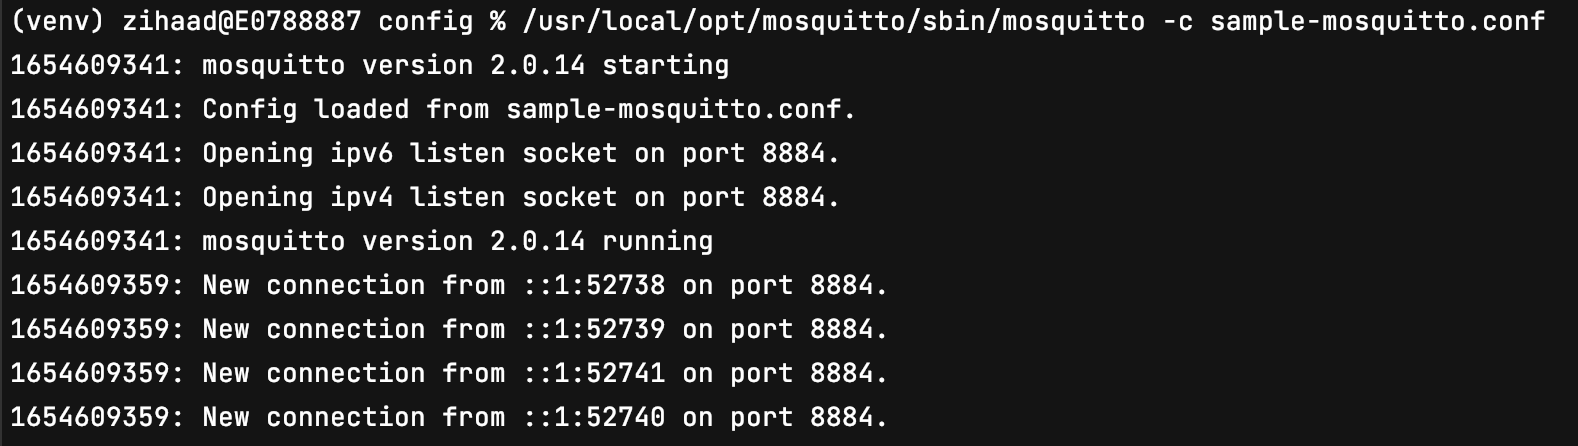 (venv) zihaad@E0788887 config % /usr/local/opt/mosquitto/sbin/mosquitto -c sample-mosquitto.conf
1654609341: mosquitto version 2.0.14 starting
1654609341: Config loaded from sample-mosquitto.conf.
1654609341: Opening ipv6 listen socket on port 8884.
1654609341: Opening ipv4 listen socket on port 8884.
1654609341: mosquitto version 2.0.14 running
1654609359: New connection from ::1:52738 on port 8884.
1654609359: New connection from ::1:52739 on port 8884.
1654609359: New connection from ::1:52741 on port 8884.
1654609359: New connection from ::1:52740 on port 8884.